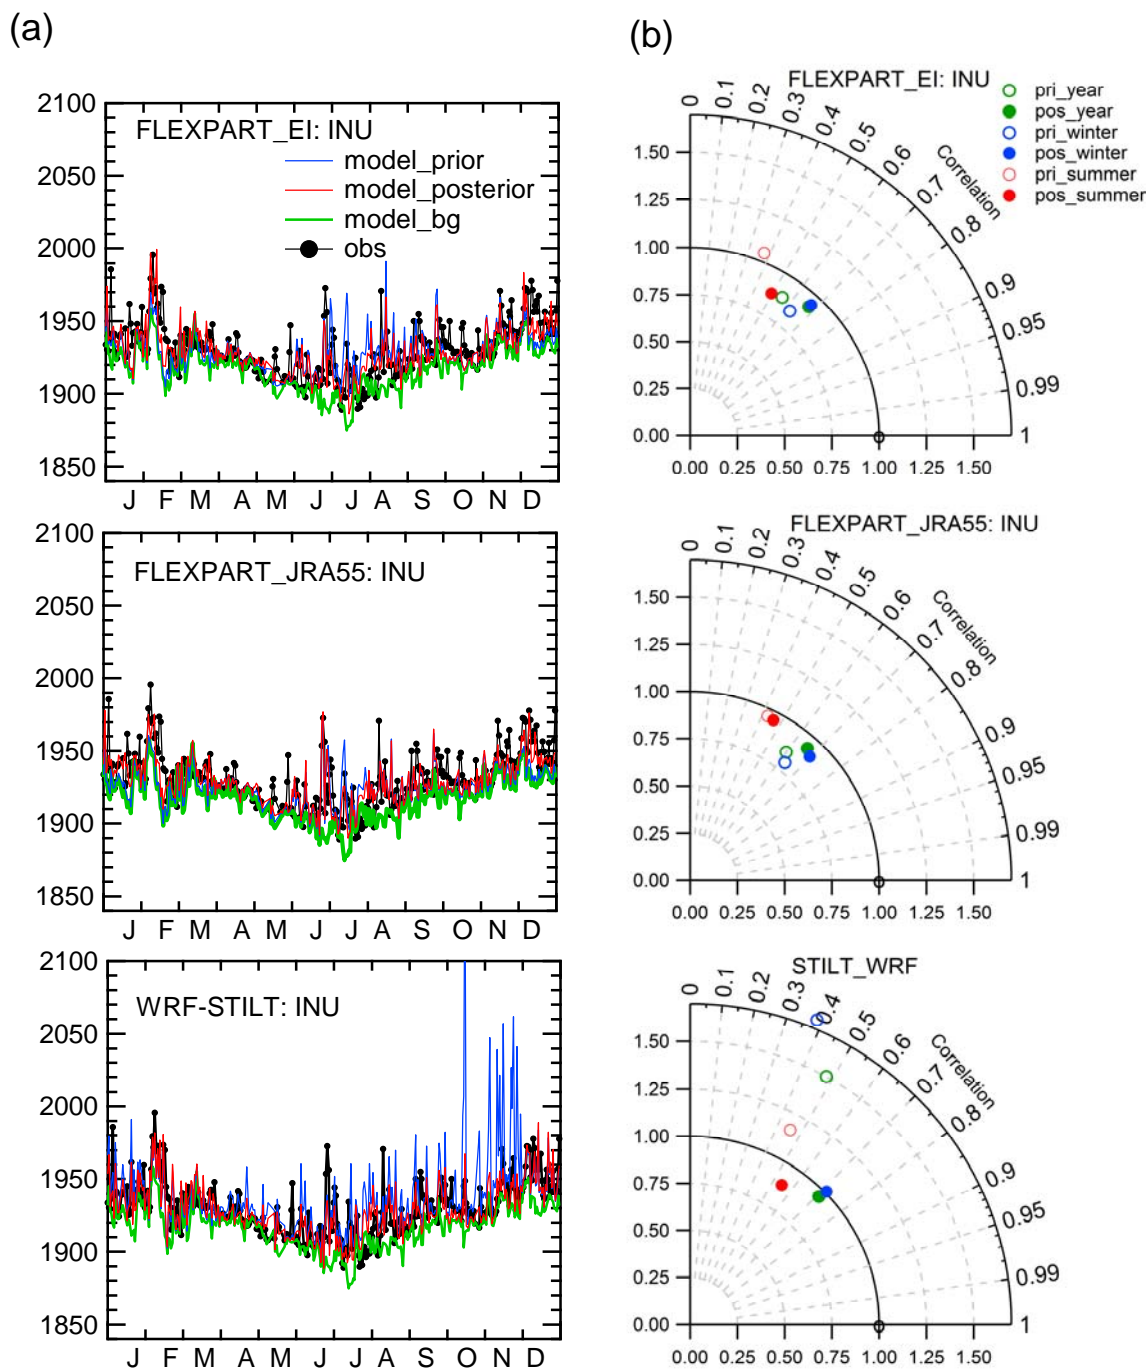 (a)
2100
2050
2000
1950
1900
1850
FLEXPART_EI: INU
model_prior
model_posterior
model_bg
obs
J F M A M J J A S O N D
2100
2050
2000
1950
1900
1850
FLEXPART_JRA55: INU
J F M A M J J A S O N D
2100
2050
2000
1950
1900
1850
WRF-STILT: INU
J F M A M J J A S O N D
(b)
FLEXPART_EI: INU
pri_year
pos_year
pri_winter
pos_winter
pri_summer
pos_summer
0 0.1 0.2 0.3 0.4 0.5 0.6 0.7 0.8 0.9 0.95 0.99 1
Correlation
1.50
1.25
1.00
0.75
0.50
0.25
0.00
0.00 0.25 0.50 0.75 1.00 1.25 1.50
FLEXPART_JRA55: INU
0 0.1 0.2 0.3 0.4 0.5 0.6 0.7 0.8 0.9 0.95 0.99 1
Correlation
1.50
1.25
1.00
0.75
0.50
0.25
0.00
0.00 0.25 0.50 0.75 1.00 1.25 1.50
STILT_WRF
0 0.1 0.2 0.3 0.4 0.5 0.6 0.7 0.8 0.9 0.95 0.99 1
Correlation
1.50
1.25
1.00
0.75
0.50
0.25
0.00
0.00 0.25 0.50 0.75 1.00 1.25 1.50